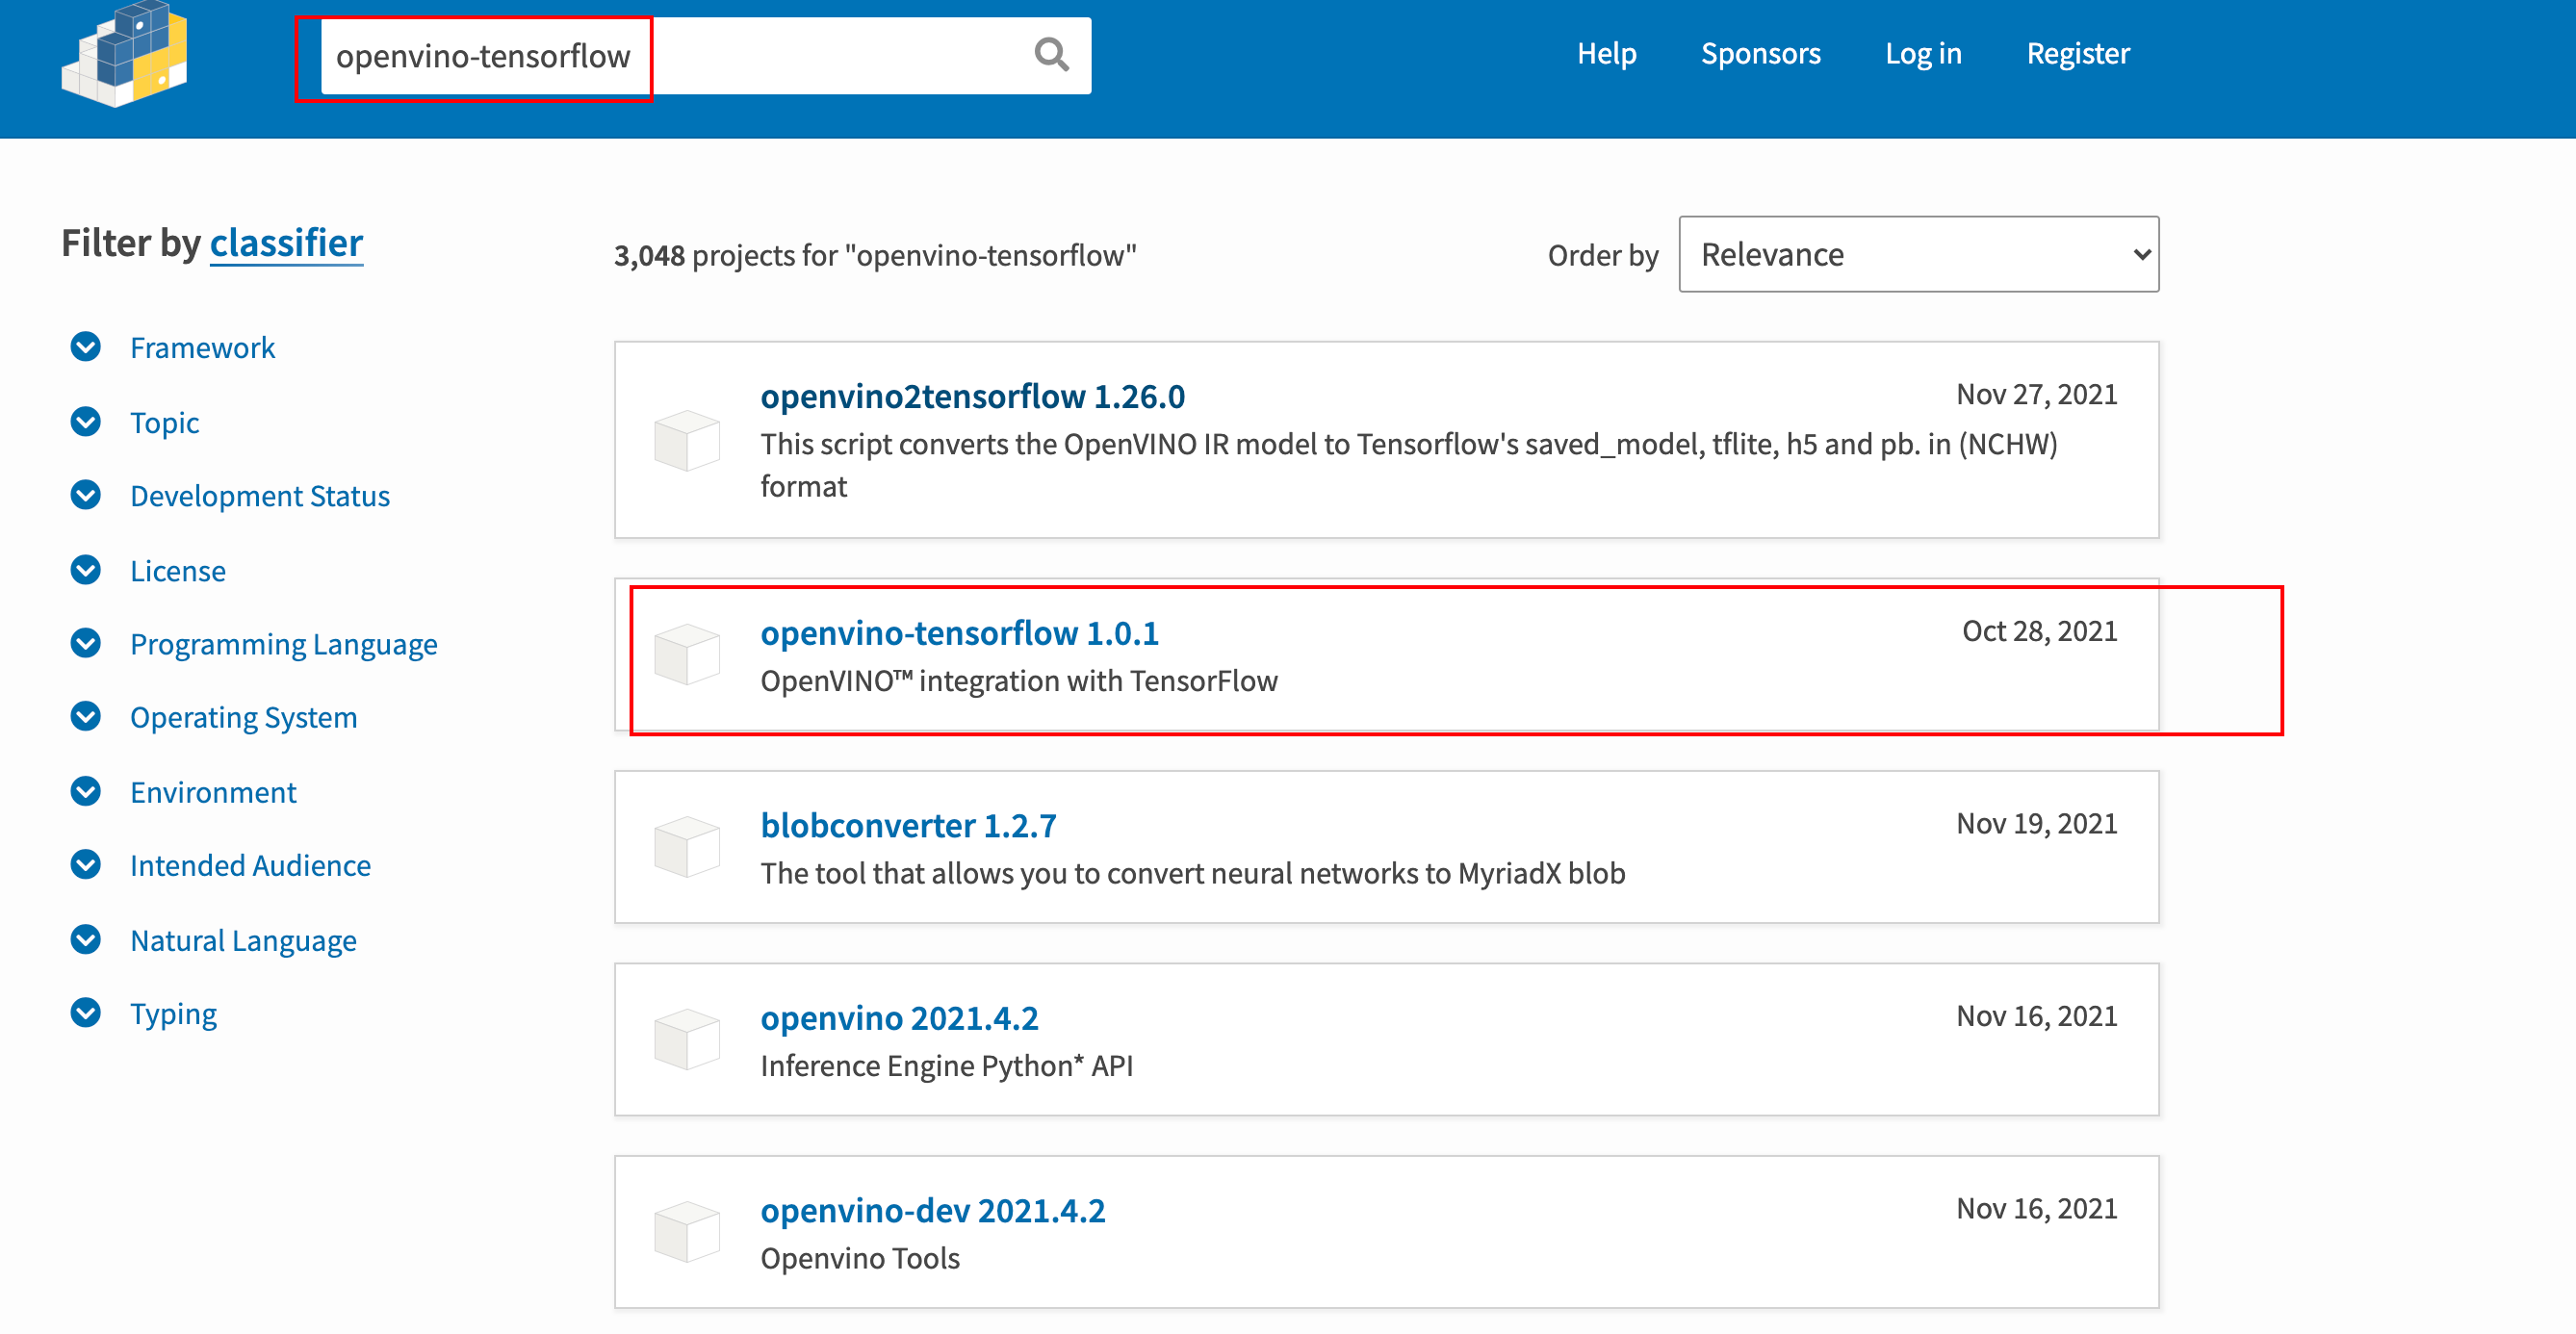 openvino-tensorflow
Help
Sponsors
Log in
Register
Filter by classifier
Framework
Topic
Development Status
License
Programming Language
Operating System
Environment
Intended Audience
Natural Language
Typing
3,048 projects for "openvino-tensorflow"
Order by
Relevance
openvino2tensorflow 1.26.0
Nov 27, 2021
This script converts the OpenVINO IR model to Tensorflow's saved_model, tflite, h5 and pb. in (NCHW)
format
openvino-tensorflow 1.0.1
Oct 28, 2021
OpenVINO™ integration with TensorFlow
blobconverter 1.2.7
Nov 19, 2021
The tool that allows you to convert neural networks to MyriadX blob
openvino 2021.4.2
Nov 16, 2021
Inference Engine Python* API
openvino-dev 2021.4.2
Nov 16, 2021
Openvino Tools